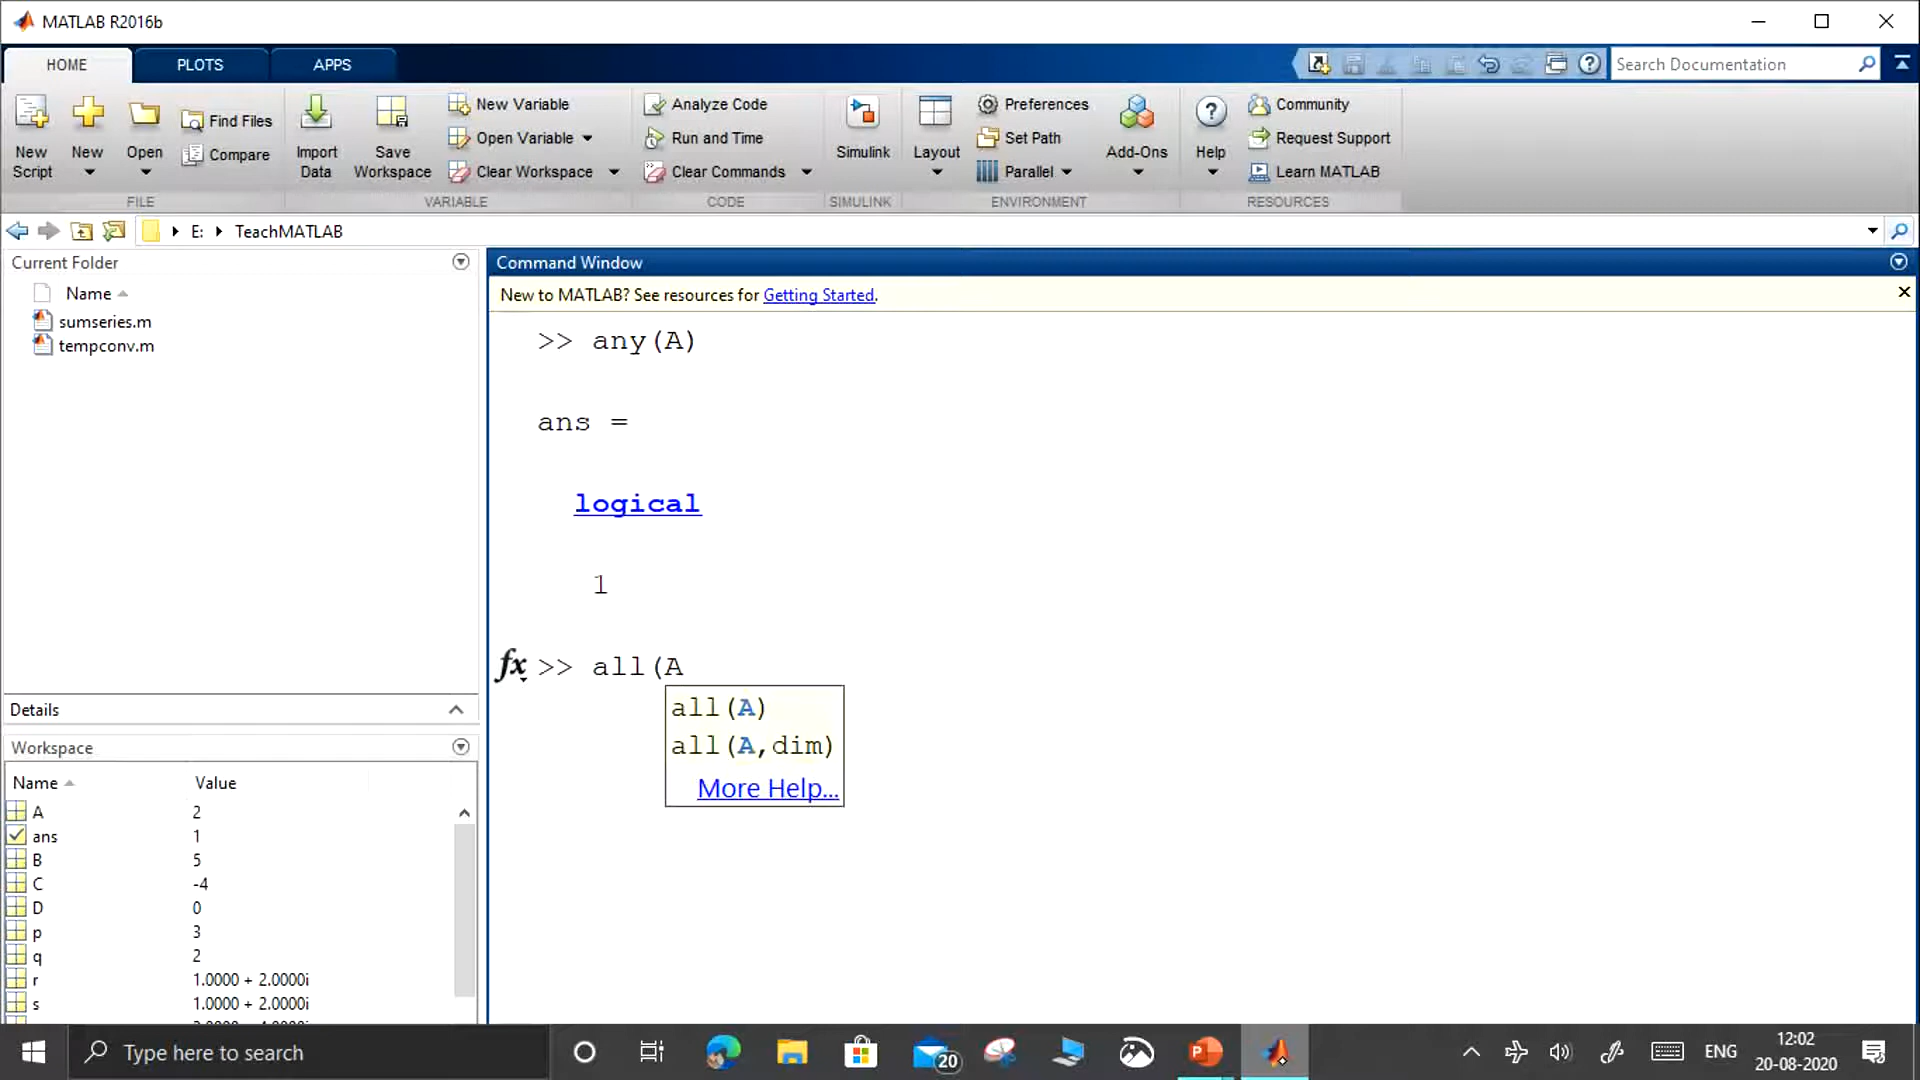 MATLAB R2016b
HOME PLOTS APPS
Search Documentation
New Script
New
Open
Find Files
Compare
FILE
Import Data
Save Workspace
New Variable
Open Variable
Clear Workspace
VARIABLE
Analyze Code
Run and Time
Clear Commands
CODE
Simulink
SIMULINK
Layout
Preferences
Set Path
Parallel
Add-Ons
ENVIRONMENT
Help
Community
Request Support
Learn MATLAB
RESOURCES
E: TeachMATLAB
Current Folder
Name
sumseries.m
tempconv.m
Details
Workspace
Name Value
A 2
ans 1
B 5
C -4
D 0
p 3
q 2
r 1.0000 + 2.0000i
s 1.0000 + 2.0000i
Command Window
New to MATLAB? See resources for Getting Started.
>> any(A)
ans =
logical
1
fx >> all(A
all(A)
all(A,dim)
More Help...
Type here to search
20
ENG
12:02
20-08-2020